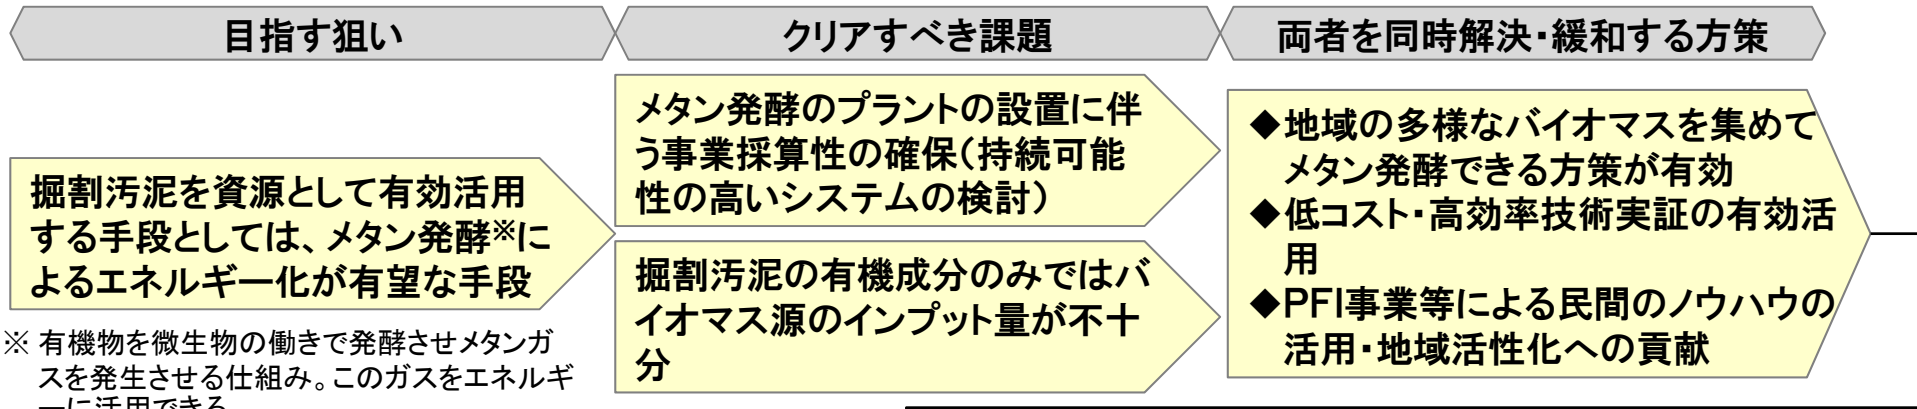 目指す狙い
クリアすべき課題
両者を同時解決・緩和する方策
掘割汚泥を資源として有効活用
する手段としては、メタン発酵※に
よるエネルギー化が有望な手段
※ 有機物を微生物の働きで発酵させメタンガ
スを発生させる仕組み。このガスをエネルギ
ーに活用できる
メタン発酵のプラントの設置に伴
う事業採算性の確保(持続可能
性の高いシステムの検討)
掘割汚泥の有機成分のみではバ
イオマス源のインプット量が不十
分
◆地域の多様なバイオマスを集めて
メタン発酵できる方策が有効
◆低コスト・高効率技術実証の有効活
用
◆PFI事業等による民間のノウハウの
活用・地域活性化への貢献